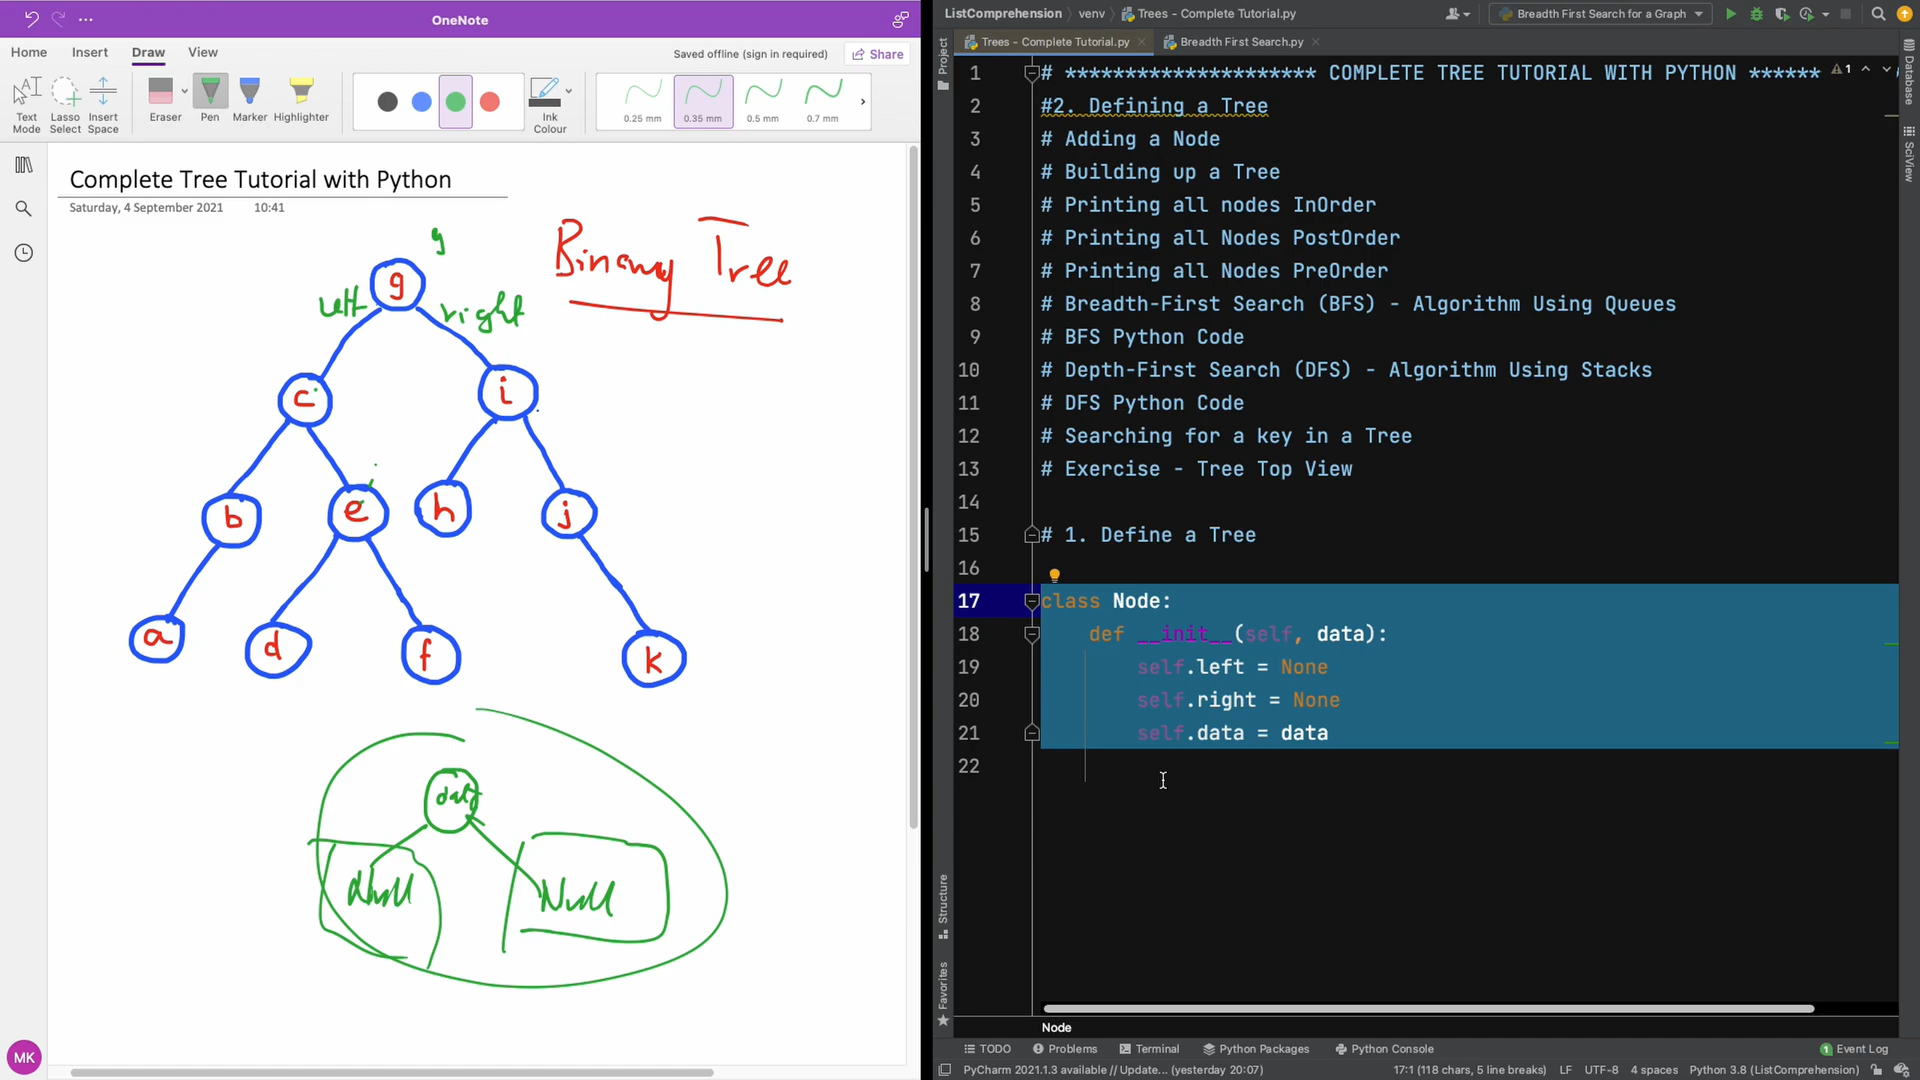 OneNote
Home Insert Draw View
Saved offline (sign in required) Share
Text Mode
Lasso Select
Insert Space
Eraser
Pen
Marker
Highlighter
Ink Colour
0.25 mm 0.35 mm 0.5 mm 0.7 mm
Complete Tree Tutorial with Python
Saturday, 4 September 2021 10:41
Binary Tree
g
g
left right
c i
b e h j
a d f k
data
Null Null
MK
ListComprehension venv Trees - Complete Tutorial.py Breadth First Search for a Graph
Trees - Complete Tutorial.py Breadth First Search.py
Project
Structure
Favorites
Database
SciView
1
1 # ********************* COMPLETE TREE TUTORIAL WITH PYTHON ******
2 #2. Defining a Tree
3 # Adding a Node
4 # Building up a Tree
5 # Printing all nodes InOrder
6 # Printing all Nodes PostOrder
7 # Printing all Nodes PreOrder
8 # Breadth-First Search (BFS) - Algorithm Using Queues
9 # BFS Python Code
10 # Depth-First Search (DFS) - Algorithm Using Stacks
11 # DFS Python Code
12 # Searching for a key in a Tree
13 # Exercise - Tree Top View
14
15 # 1. Define a Tree
16
17 class Node:
18 def __init__(self, data):
19 self.left = None
20 self.right = None
21 self.data = data
22
Node
TODO Problems Terminal Python Packages Python Console 1 Event Log
PyCharm 2021.1.3 available // Update... (yesterday 20:07) 17:1 (118 chars, 5 line breaks) LF UTF-8 4 spaces Python 3.8 (ListComprehension)